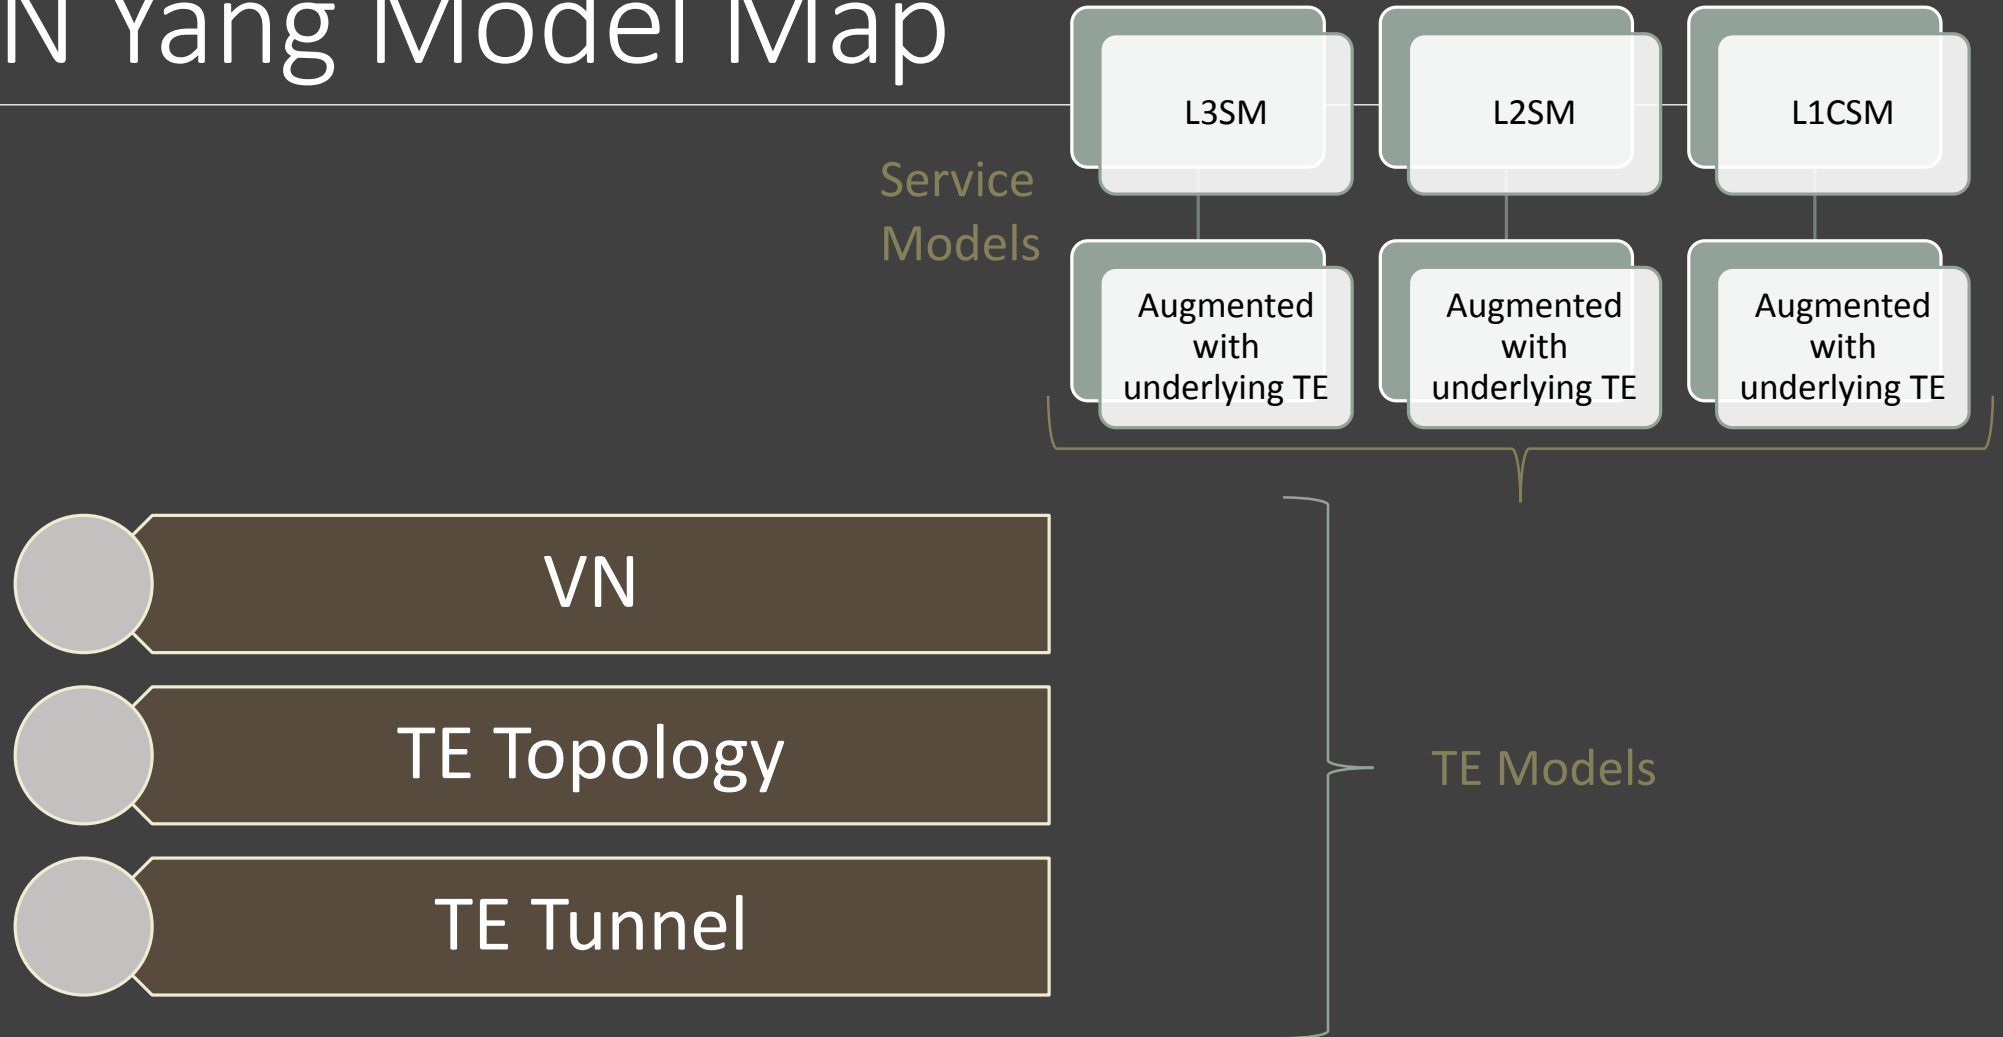 N Yang Model Map
L3SM
L2SM
L1CSM
Service
Models
Augmented
with
underlying TE
Augmented
with
underlying TE
Augmented
with
underlying TE
VN
TE Topology
TE Tunnel
TE Models